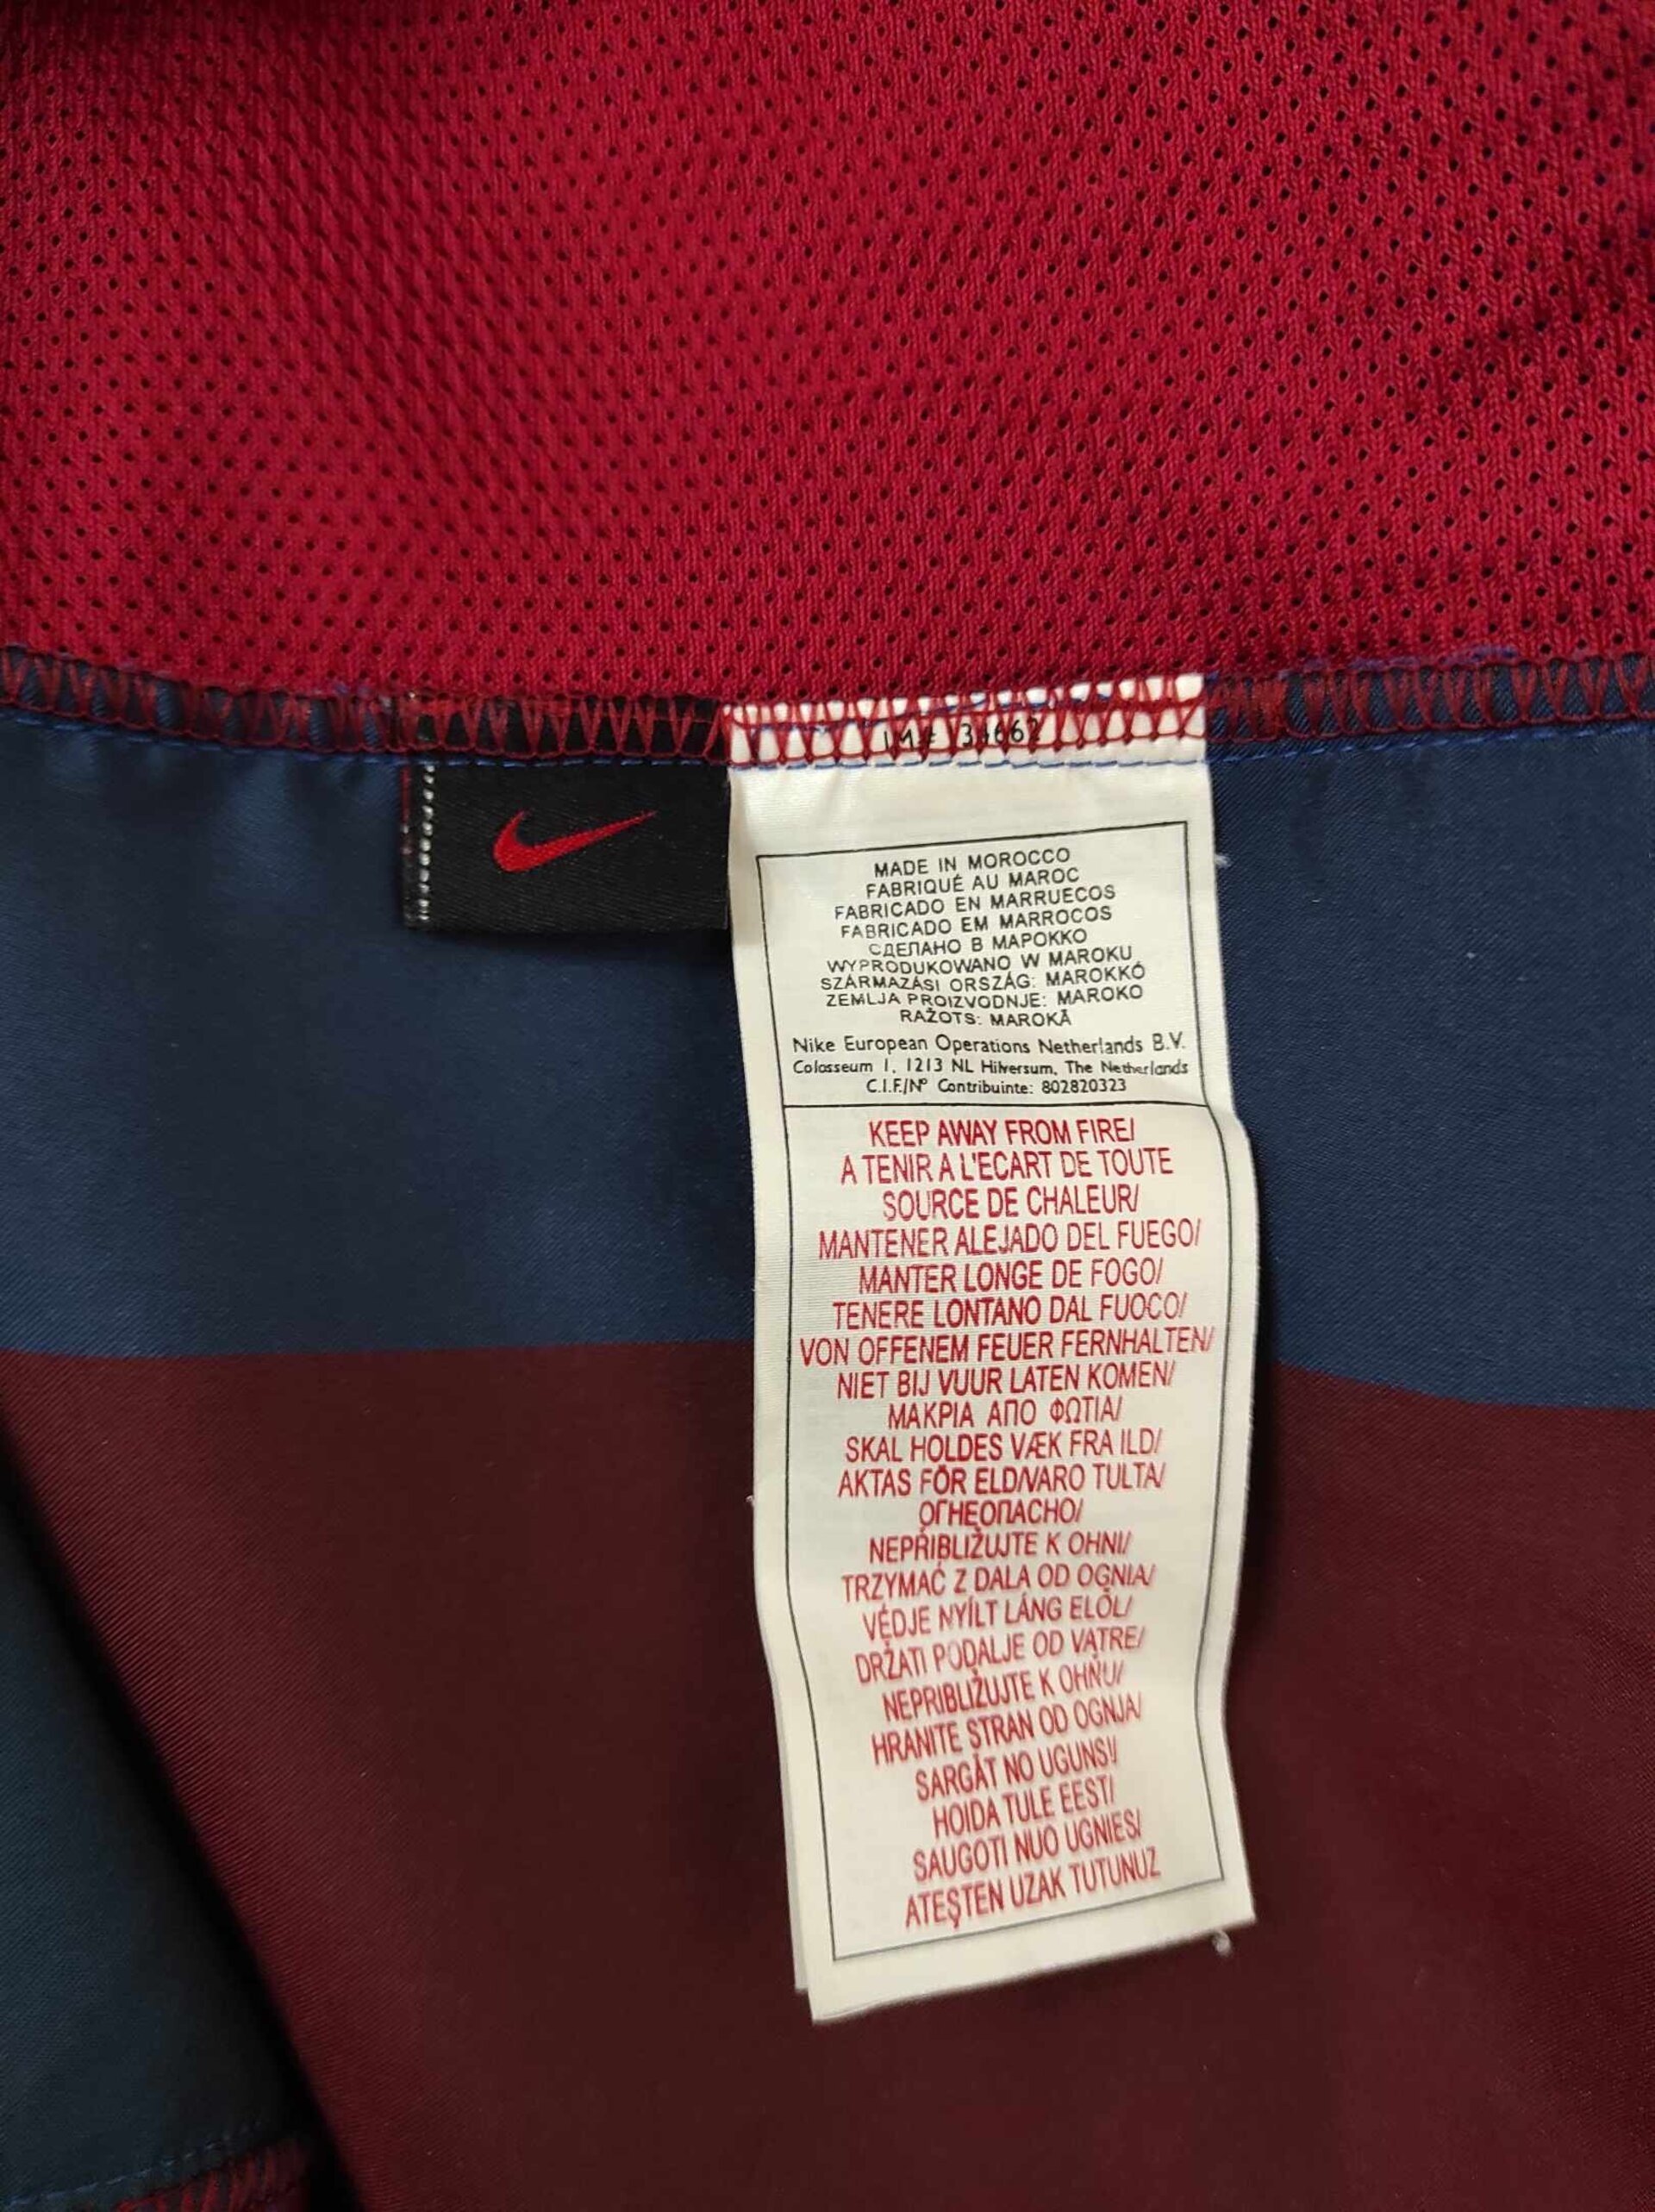 MADE IN MOROCCO
FABRIQUÉ AU MAROC
FABRICADO EN MARRUECOS
FABRICADO EM MARROCOS
СДЕПАНО В МАРОККО
WYPRODUKOWANO W MAROKU
SZÁRMAZÁSI ORSZÁG: MAROKKÓ
ZEMLJA PROIZVODNJE: MAROKO
RAŽOTS: MAROKĀ
Nike European Operations Netherlands B.V.
Colosseum 1, 1213 NL Hilversum, The Netherlands
C.I.F./Nº Contribuinte: 802820323
KEEP AWAY FROM FIRE/
A TENIR A L'ECART DE TOUTE
SOURCE DE CHALEUR/
MANTENER ALEJADO DEL FUEGO/
MANTER LONGE DE FOGO/
TENERE LONTANO DAL FUOCO/
VON OFFENEM FEUER FERNHALTEN/
NIET BIJ VUUR LATEN KOMEN/
ΜΑΚΡΙΑ ΑΠΟ ΦΩΤΙΑ/
SKAL HOLDES VÆK FRA ILD/
AKTAS FÖR ELD/VARO TULTA/
ОГНЕОПАСНО/
NEPŘIBLIŽUJTE K OHNI/
TRZYMAĆ Z DALA OD OGNIA/
VÉDJE NYÍLT LÁNG ELŐL/
DRŽATI PODALJE OD VATRE/
NEPRIBLIŽUJTE K OHŇU/
HRANITE STRAN OD OGNJA/
SARGĀT NO UGUNS!/
HOIDA TULE EEST/
SAUGOTI NUO UGNIES/
ATEŞTEN UZAK TUTUNUZ